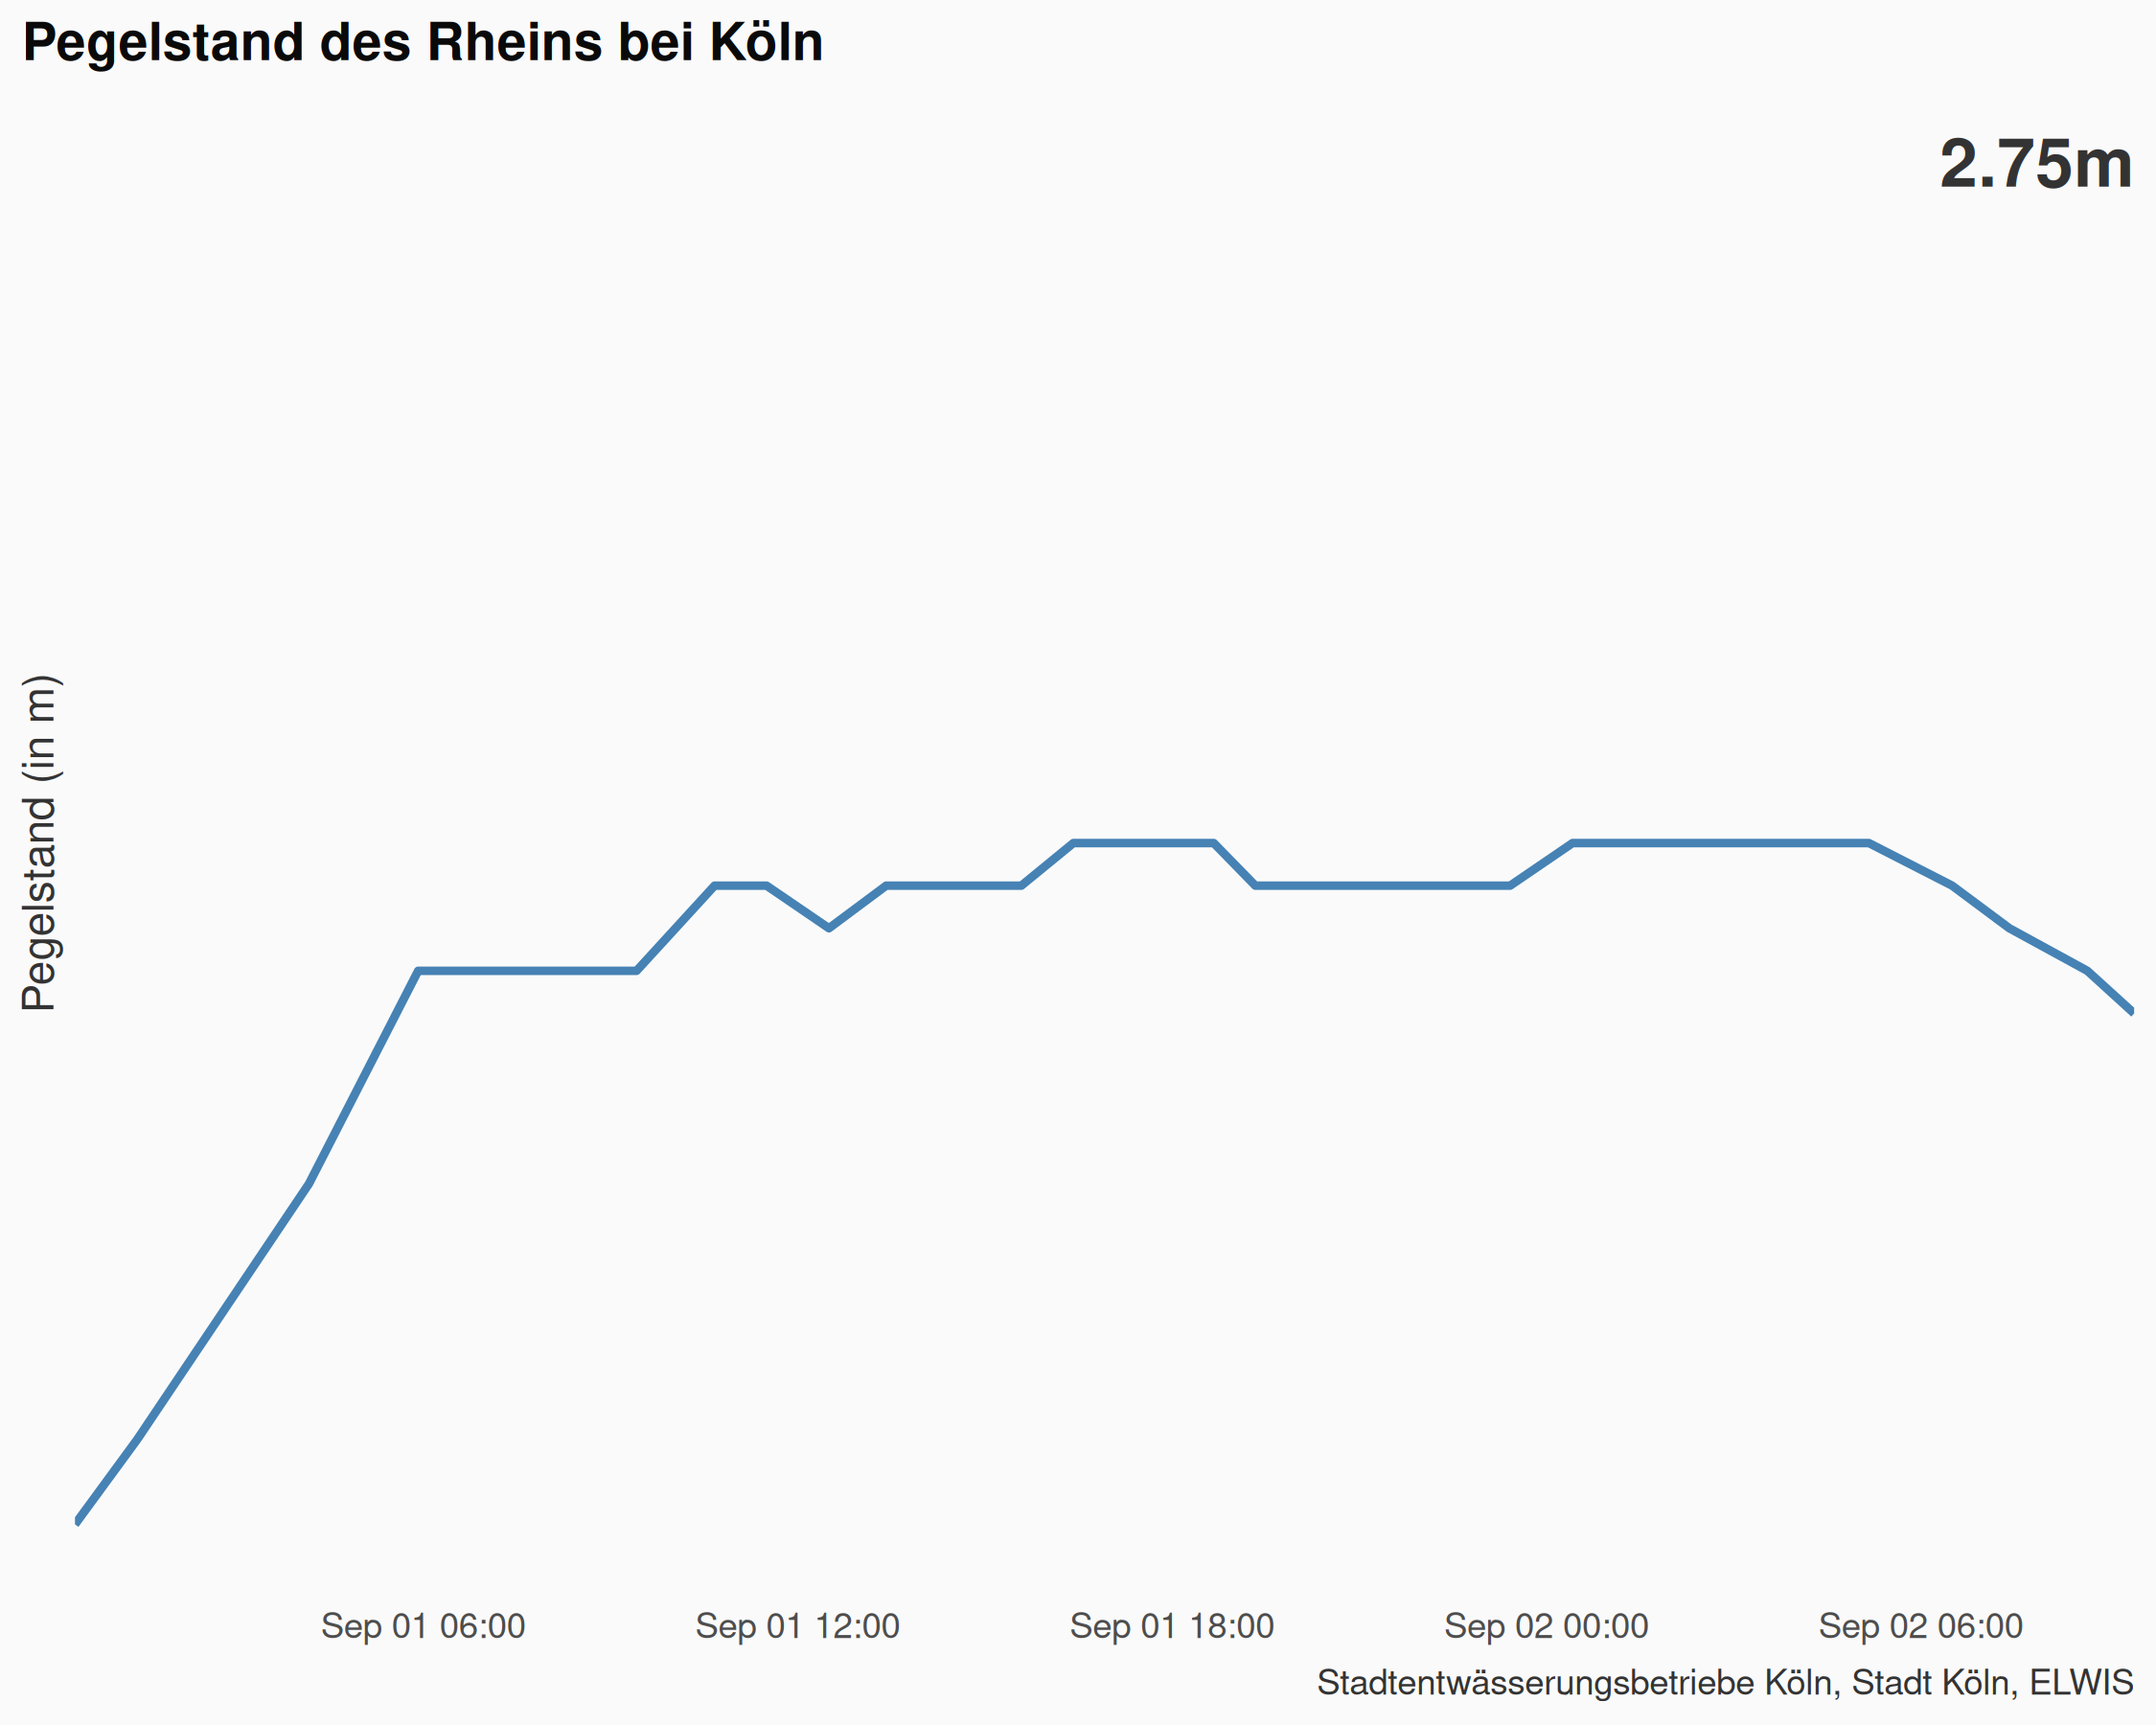 Pegelstand des Rheins bei Köln
2.75m
Pegelstand (in m)
Sep 01 06:00 Sep 01 12:00 Sep 01 18:00 Sep 02 00:00 Sep 02 06:00
Stadtentwässerungsbetriebe Köln, Stadt Köln, ELWIS